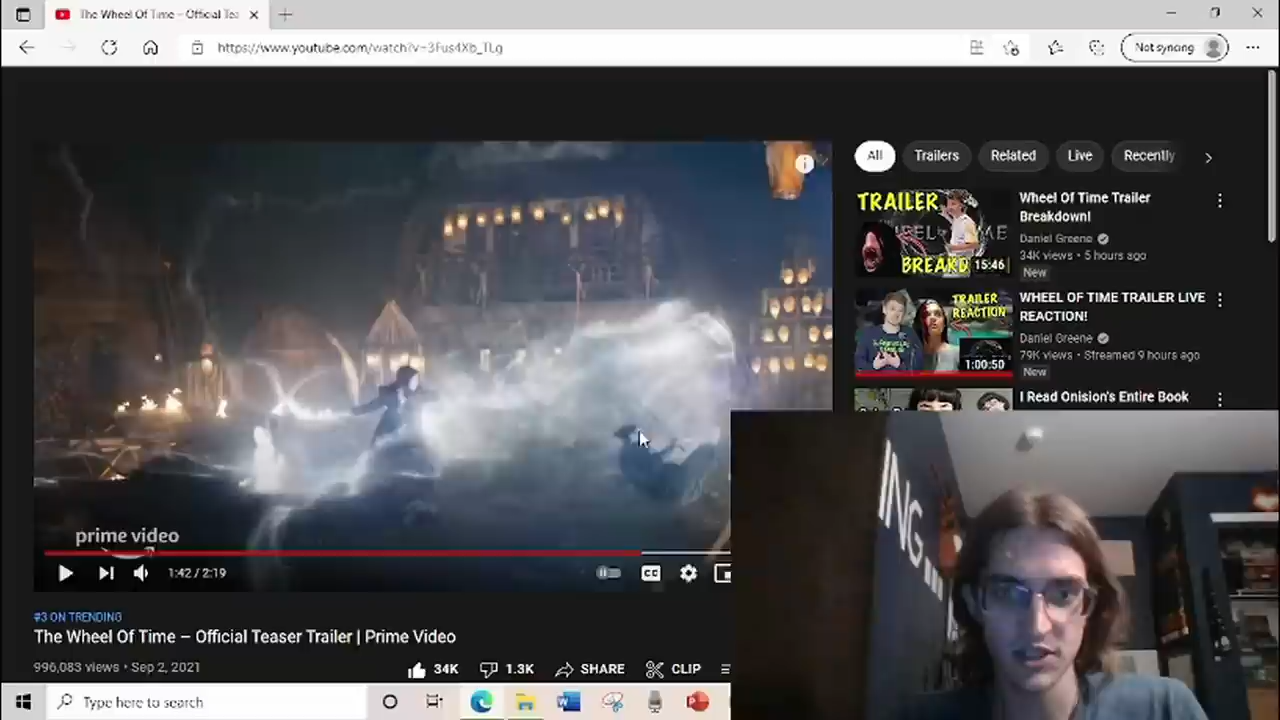 The Wheel Of Time – Official Tea
https://www.youtube.com/watch?v=3Fus4Xb_TLg
Not syncing
All
Trailers
Related
Live
Recently
TRAILER
BREAKD
15:46
Wheel Of Time Trailer
Breakdown!
Daniel Greene
34K views • 5 hours ago
New
TRAILER
REACTION
1:00:50
WHEEL OF TIME TRAILER LIVE
REACTION!
Daniel Greene
79K views • Streamed 9 hours ago
New
I Read Onision's Entire Book
prime video
1:42 / 2:19
CC
#3 ON TRENDING
The Wheel Of Time – Official Teaser Trailer | Prime Video
996,083 views • Sep 2, 2021
34K
1.3K
SHARE
CLIP
ING...
Type here to search